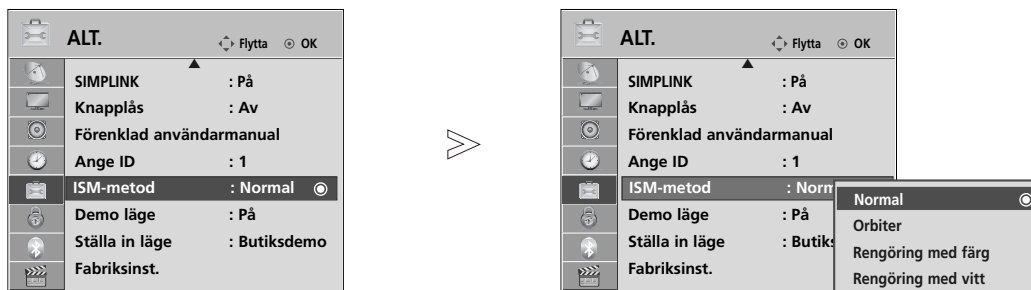 ALT. Flytta OK
SIMPLINK : På
Knapplås : Av
Förenklad användarmanual
Ange ID : 1
ISM-metod : Normal
Demo läge : På
Ställa in läge : Butiksdemo
Fabriksinst.
ALT. Flytta OK
SIMPLINK : På
Knapplås : Av
Förenklad användarmanual
Ange ID : 1
ISM-metod : Norm
Demo läge : På
Ställa in läge : Butiks
Fabriksinst.
Normal
Orbiter
Rengöring med färg
Rengöring med vitt